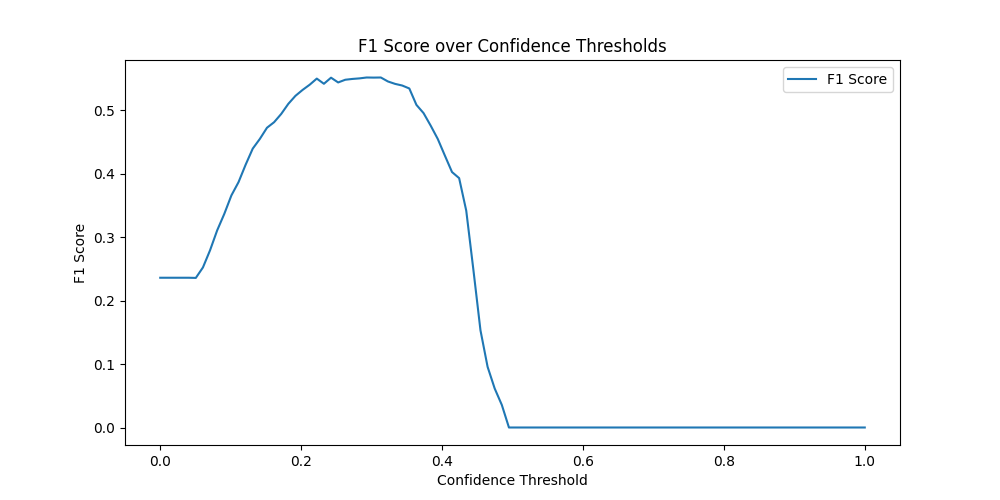 F1 Score over Confidence Thresholds
F1 Score
F1 Score
0.5
0.4
0.3
0.2
0.1
0.0
0.0 0.2 0.4 0.6 0.8 1.0
Confidence Threshold